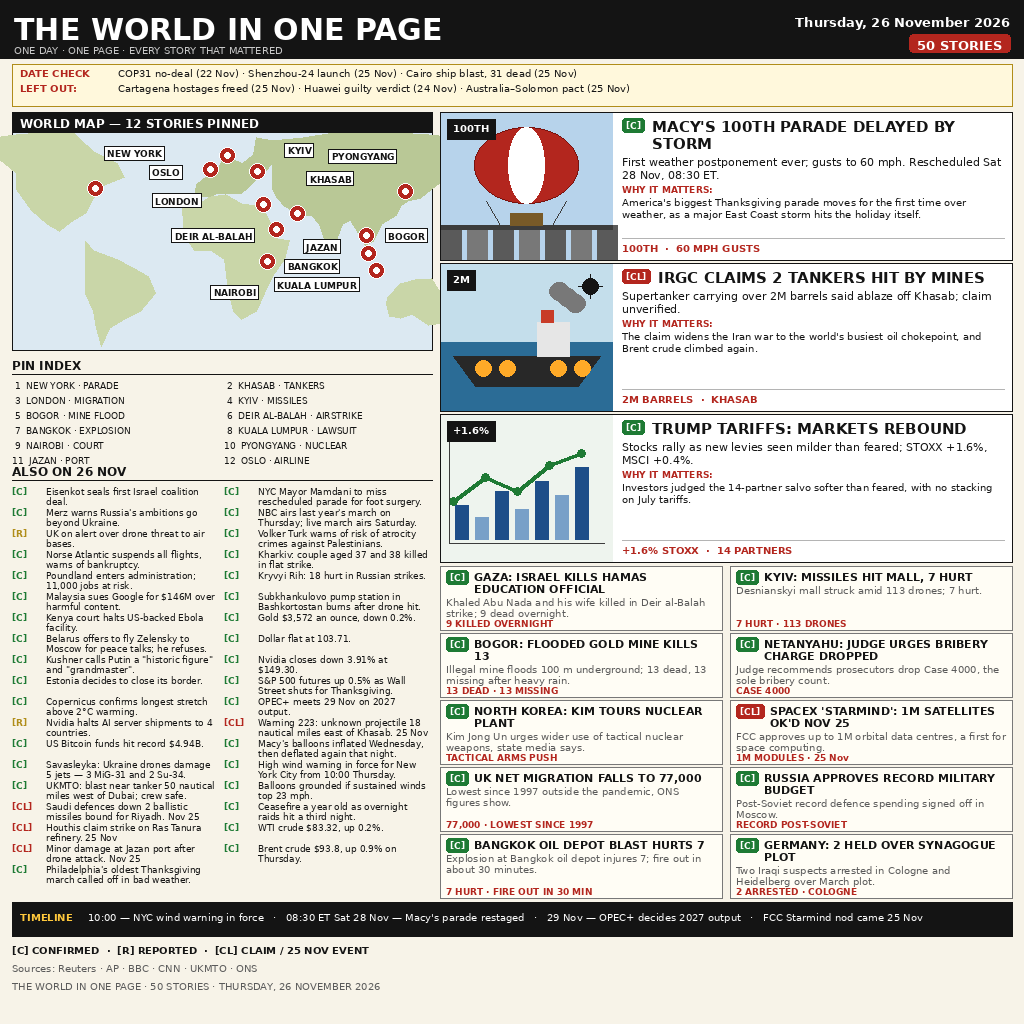 THE WORLD IN ONE PAGE
ONE DAY · ONE PAGE · EVERY STORY THAT MATTERED
Thursday, 26 November 2026
50 STORIES
DATE CHECK
COP31 no-deal (22 Nov) · Shenzhou-24 launch (25 Nov) · Cairo ship blast, 31 dead (25 Nov)
LEFT OUT:
Cartagena hostages freed (25 Nov) · Huawei guilty verdict (24 Nov) · Australia–Solomon pact (25 Nov)
WORLD MAP — 12 STORIES PINNED
NEW YORK
OSLO
KYIV
PYONGYANG
KHASAB
LONDON
DEIR AL-BALAH
BOGOR
JAZAN
BANGKOK
KUALA LUMPUR
NAIROBI
PIN INDEX
1 NEW YORK · PARADE
2 KHASAB · TANKERS
3 LONDON · MIGRATION
4 KYIV · MISSILES
5 BOGOR · MINE FLOOD
6 DEIR AL-BALAH · AIRSTRIKE
7 BANGKOK · EXPLOSION
8 KUALA LUMPUR · LAWSUIT
9 NAIROBI · COURT
10 PYONGYANG · NUCLEAR
11 JAZAN · PORT
12 OSLO · AIRLINE
ALSO ON 26 NOV
[C] Eisenkot seals first Israel coalition
deal.
[C] Merz warns Russia's ambitions go
beyond Ukraine.
[R] UK on alert over drone threat to air
bases.
[C] Norse Atlantic suspends all flights,
warns of bankruptcy.
[C] Poundland enters administration;
11,000 jobs at risk.
[C] Malaysia sues Google for $146M over
harmful content.
[C] Kenya court halts US-backed Ebola
facility.
[C] Belarus offers to fly Zelensky to
Moscow for peace talks; he refuses.
[C] Kushner calls Putin a "historic figure"
and "grandmaster".
[C] Estonia decides to close its border.
[C] Copernicus confirms longest stretch
above 2°C warming.
[R] Nvidia halts AI server shipments to 4
countries.
[C] US Bitcoin funds hit record $4.94B.
[C] Savasleyka: Ukraine drones damage
5 jets — 3 MiG-31 and 2 Su-34.
[C] UKMTO: blast near tanker 50 nautical
miles west of Dubai; crew safe.
[CL] Saudi defences down 2 ballistic
missiles bound for Riyadh. Nov 25
[CL] Houthis claim strike on Ras Tanura
refinery. 25 Nov
[CL] Minor damage at Jazan port after
drone attack. Nov 25
[C] Philadelphia's oldest Thanksgiving
march called off in bad weather.
[C] NYC Mayor Mamdani to miss
rescheduled parade for foot surgery.
[C] NBC airs last year's march on
Thursday; live march airs Saturday.
[C] Volker Turk warns of risk of atrocity
crimes against Palestinians.
[C] Kharkiv: couple aged 37 and 38 killed
in flat strike.
[C] Kryvyi Rih: 18 hurt in Russian strikes.
[C] Subkhankulovo pump station in
Bashkortostan burns after drone hit.
[C] Gold $3,572 an ounce, down 0.2%.
[C] Dollar flat at 103.71.
[C] Nvidia closes down 3.91% at
$149.30.
[C] S&P 500 futures up 0.5% as Wall
Street shuts for Thanksgiving.
[C] OPEC+ meets 29 Nov on 2027
output.
[CL] Warning 223: unknown projectile 18
nautical miles east of Khasab. 25 Nov
[C] Macy's balloons inflated Wednesday,
then deflated again that night.
[C] High wind warning in force for New
York City from 10:00 Thursday.
[C] Balloons grounded if sustained winds
top 23 mph.
[C] Ceasefire a year old as overnight
raids hit a third night.
[C] WTI crude $83.32, up 0.2%.
[C] Brent crude $93.8, up 0.9% on
Thursday.
100TH
[C] MACY'S 100TH PARADE DELAYED BY
STORM
First weather postponement ever; gusts to 60 mph. Rescheduled Sat
28 Nov, 08:30 ET.
WHY IT MATTERS:
America's biggest Thanksgiving parade moves for the first time over
weather, as a major East Coast storm hits the holiday itself.
100TH · 60 MPH GUSTS
2M
[CL] IRGC CLAIMS 2 TANKERS HIT BY MINES
Supertanker carrying over 2M barrels said ablaze off Khasab; claim
unverified.
WHY IT MATTERS:
The claim widens the Iran war to the world's busiest oil chokepoint, and
Brent crude climbed again.
2M BARRELS · KHASAB
+1.6%
[C] TRUMP TARIFFS: MARKETS REBOUND
Stocks rally as new levies seen milder than feared; STOXX +1.6%,
MSCI +0.4%.
WHY IT MATTERS:
Investors judged the 14-partner salvo softer than feared, with no stacking
on July tariffs.
+1.6% STOXX · 14 PARTNERS
[C] GAZA: ISRAEL KILLS HAMAS
EDUCATION OFFICIAL
Khaled Abu Nada and his wife killed in Deir al-Balah
strike; 9 dead overnight.
9 KILLED OVERNIGHT
[C] KYIV: MISSILES HIT MALL, 7 HURT
Desnianskyi mall struck amid 113 drones; 7 hurt.
7 HURT · 113 DRONES
[C] BOGOR: FLOODED GOLD MINE KILLS
13
Illegal mine floods 100 m underground; 13 dead, 13
missing after heavy rain.
13 DEAD · 13 MISSING
[C] NETANYAHU: JUDGE URGES BRIBERY
CHARGE DROPPED
Judge recommends prosecutors drop Case 4000, the
sole bribery count.
CASE 4000
[C] NORTH KOREA: KIM TOURS NUCLEAR
PLANT
Kim Jong Un urges wider use of tactical nuclear
weapons, state media says.
TACTICAL ARMS PUSH
[CL] SPACEX 'STARMIND': 1M SATELLITES
OK'D NOV 25
FCC approves up to 1M orbital data centres, a first for
space computing.
1M MODULES · 25 Nov
[C] UK NET MIGRATION FALLS TO 77,000
Lowest since 1997 outside the pandemic, ONS
figures show.
77,000 · LOWEST SINCE 1997
[C] RUSSIA APPROVES RECORD MILITARY
BUDGET
Post-Soviet record defence spending signed off in
Moscow.
RECORD POST-SOVIET
[C] BANGKOK OIL DEPOT BLAST HURTS 7
Explosion at Bangkok oil depot injures 7; fire out in
about 30 minutes.
7 HURT · FIRE OUT IN 30 MIN
[C] GERMANY: 2 HELD OVER SYNAGOGUE
PLOT
Two Iraqi suspects arrested in Cologne and
Heidelberg over March plot.
2 ARRESTED · COLOGNE
TIMELINE 10:00 — NYC wind warning in force · 08:30 ET Sat 28 Nov — Macy's parade restaged · 29 Nov — OPEC+ decides 2027 output · FCC Starmind nod came 25 Nov
[C] CONFIRMED · [R] REPORTED · [CL] CLAIM / 25 NOV EVENT
Sources: Reuters · AP · BBC · CNN · UKMTO · ONS
THE WORLD IN ONE PAGE · 50 STORIES · THURSDAY, 26 NOVEMBER 2026